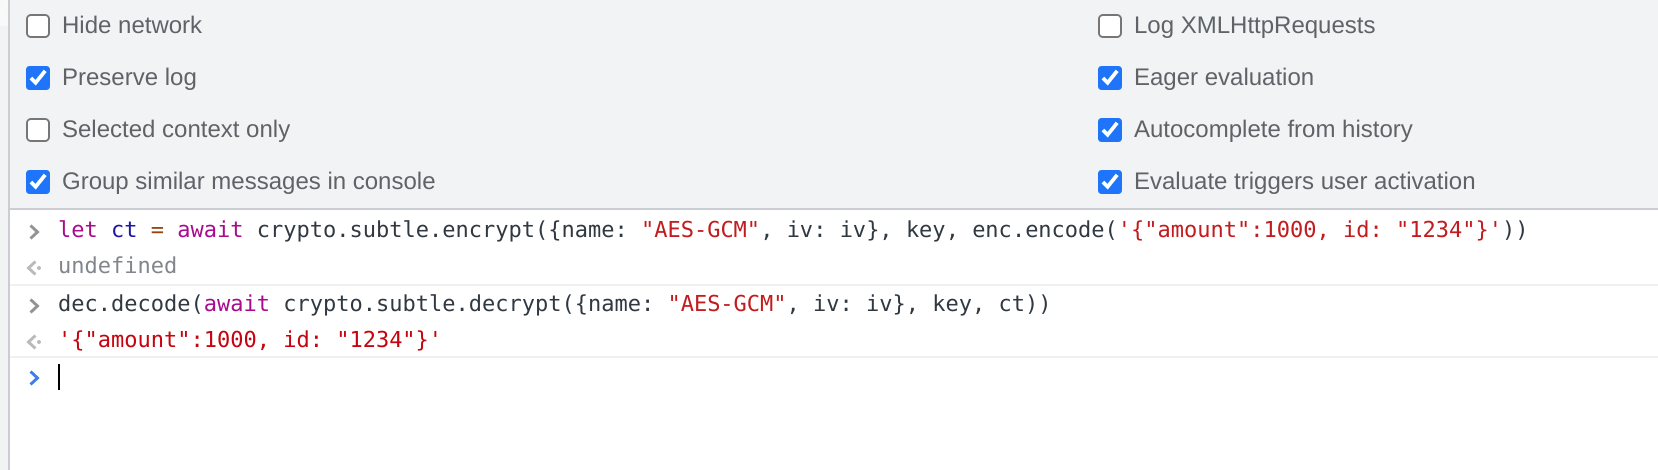 Hide network
Log XMLHttpRequests
Preserve log
Eager evaluation
Selected context only
Autocomplete from history
Group similar messages in console
Evaluate triggers user activation
let ct = await crypto.subtle.encrypt({name: "AES-GCM", iv: iv}, key, enc.encode('{"amount":1000, id: "1234"}'))
undefined
dec.decode(await crypto.subtle.decrypt({name: "AES-GCM", iv: iv}, key, ct))
'{"amount":1000, id: "1234"}'